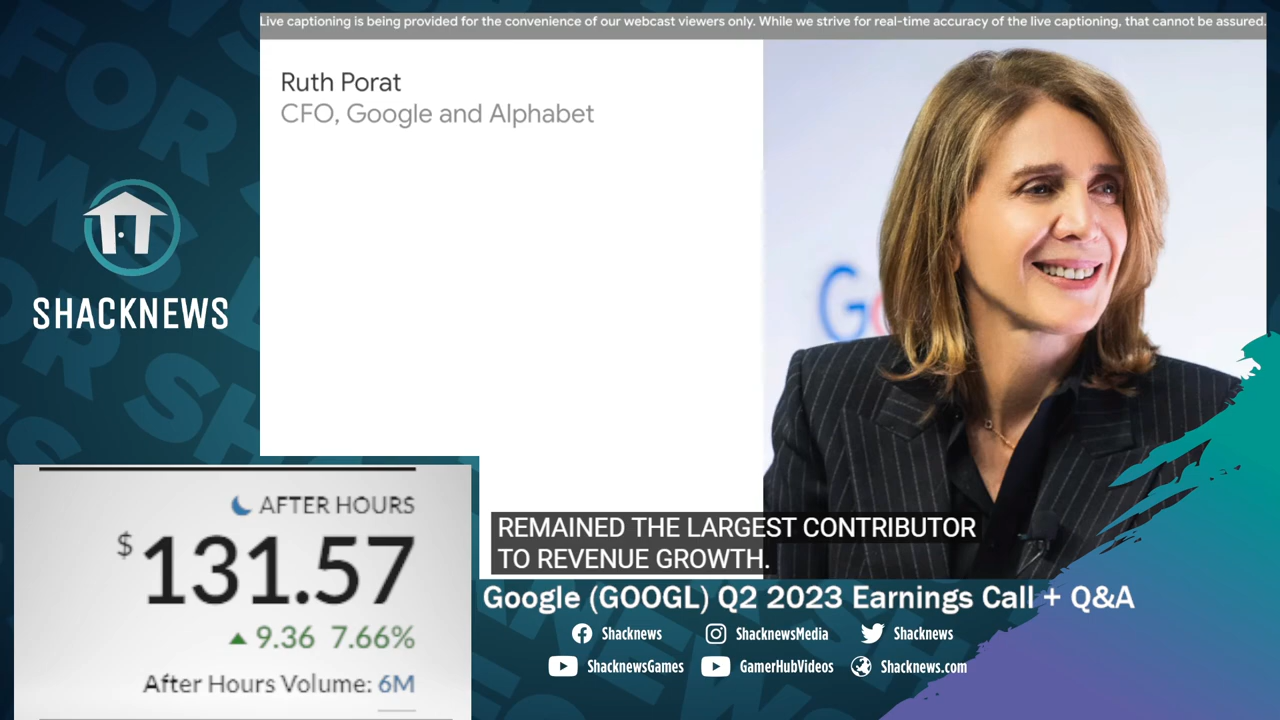 Live captioning is being provided for the convenience of our webcast viewers only. While we strive for real-time accuracy of the live captioning, that cannot be assured.
Ruth Porat
CFO, Google and Alphabet
SHACKNEWS
AFTER HOURS
$131.57
9.36 7.66%
After Hours Volume: 6M
REMAINED THE LARGEST CONTRIBUTOR
TO REVENUE GROWTH.
Google (GOOGL) Q2 2023 Earnings Call + Q&A
Shacknews ShacknewsMedia Shacknews
ShacknewsGames GamerHubVideos Shacknews.com